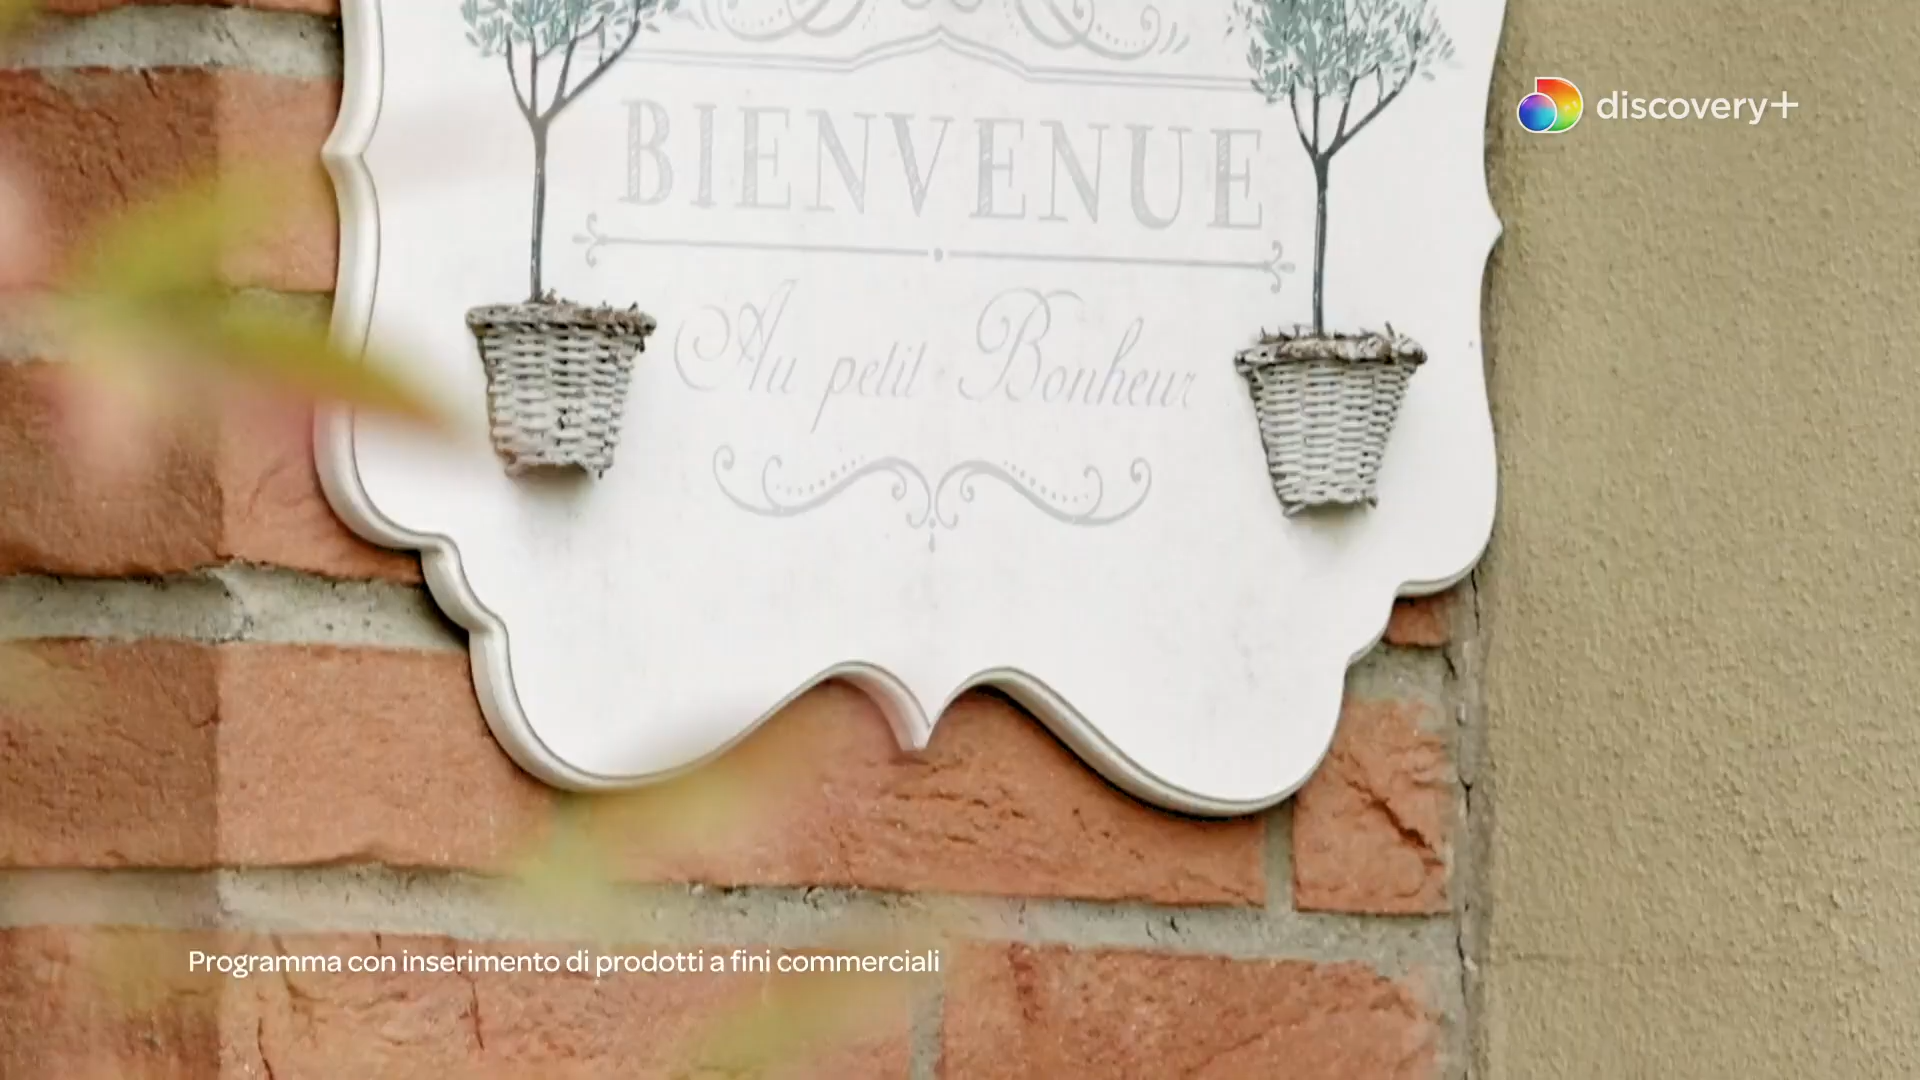 discovery+
BIENVENUE
Au petit Bonheur
Programma con inserimento di prodotti a fini commerciali